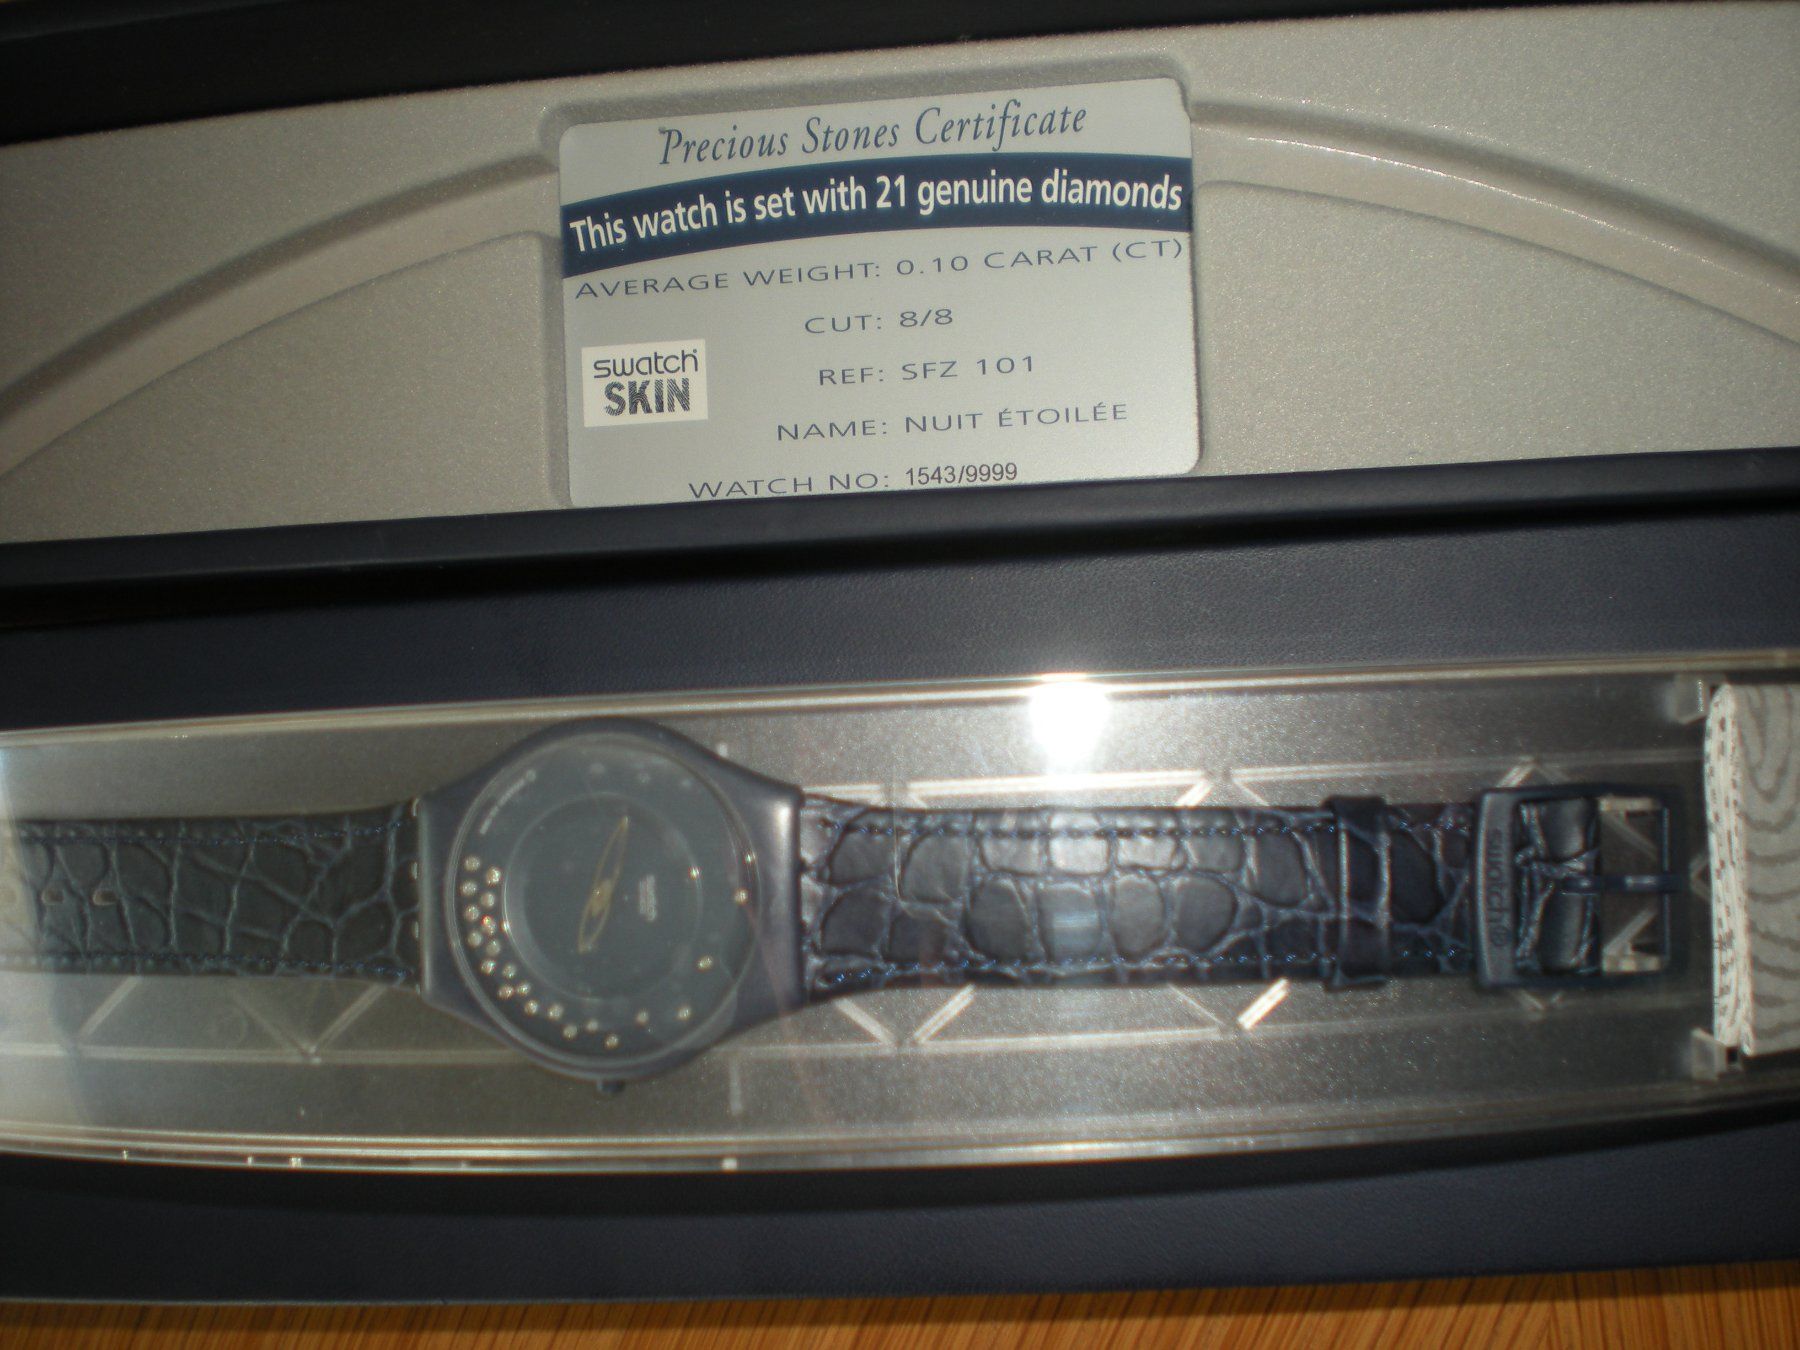 Precious Stones Certificate
This watch is set with 21 genuine diamonds
AVERAGE WEIGHT: 0.10 CARAT (CT)
CUT: 8/8
swatch
SKIN
REF: SFZ 101
NAME: NUIT ÉTOILÉE
WATCH NO: 1543/9999
swatch